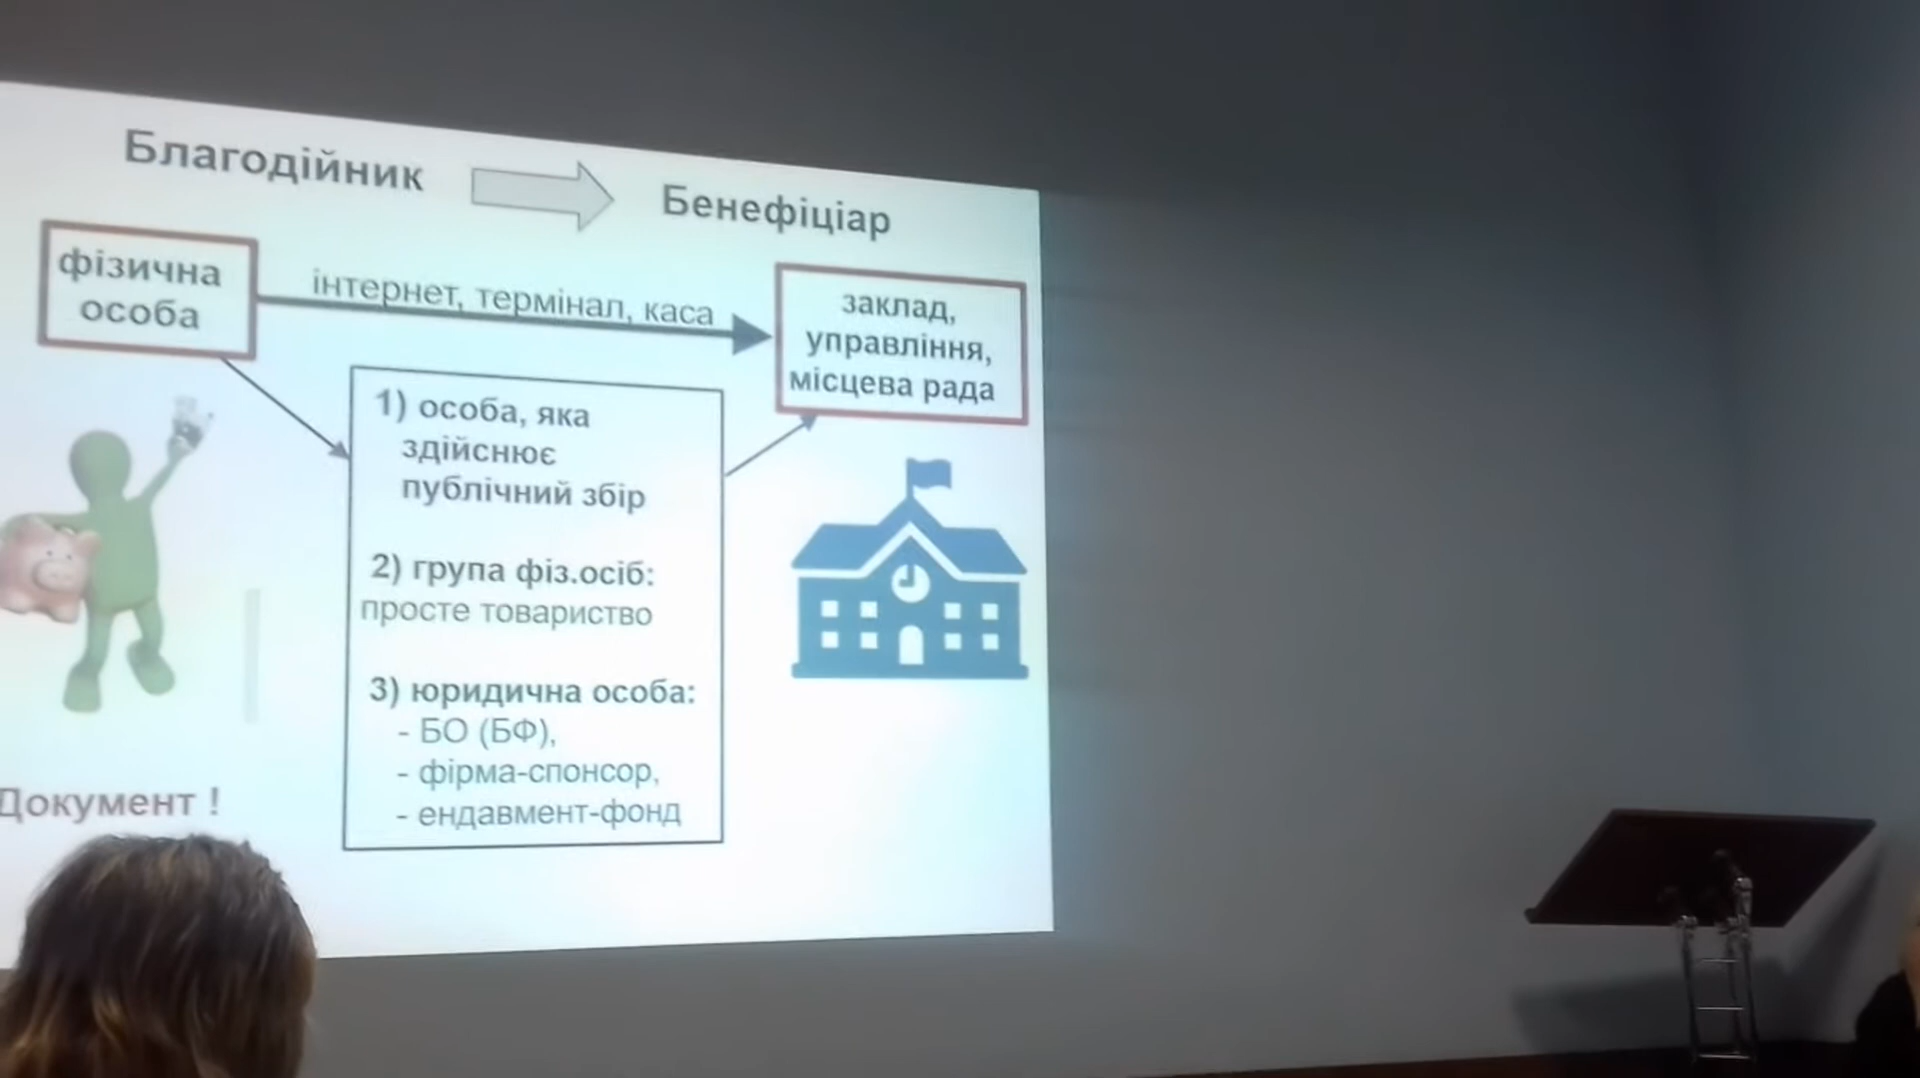 Благодійник
Бенефіціар
фізична
особа
інтернет, термінал, каса
заклад,
управління,
місцева рада
1) особа, яка
здійснює
публічний збір
2) група фіз.осіб:
просте товариство
3) юридична особа:
- БО (БФ),
- фірма-спонсор,
- ендавмент-фонд
Документ !